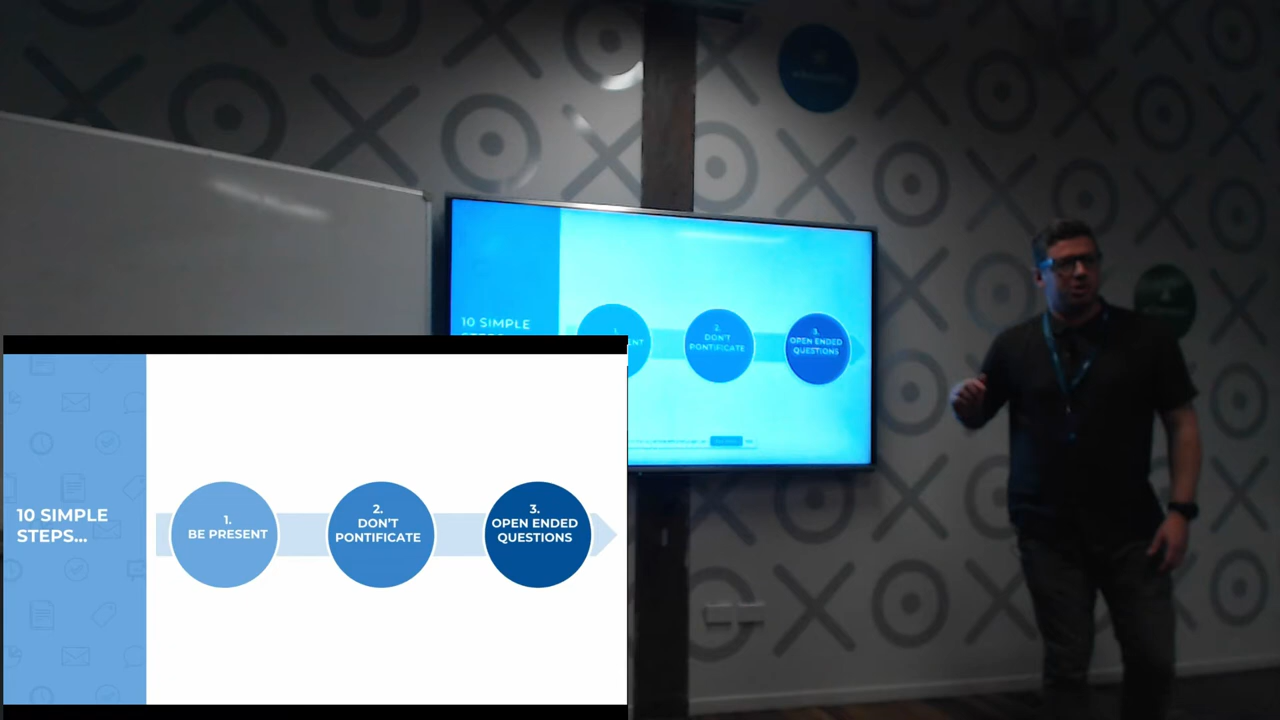 10 SIMPLE
2.
DON'T
PONTIFICATE
3.
OPEN ENDED
QUESTIONS
10 SIMPLE
STEPS...
1.
BE PRESENT
2.
DON'T
PONTIFICATE
3.
OPEN ENDED
QUESTIONS